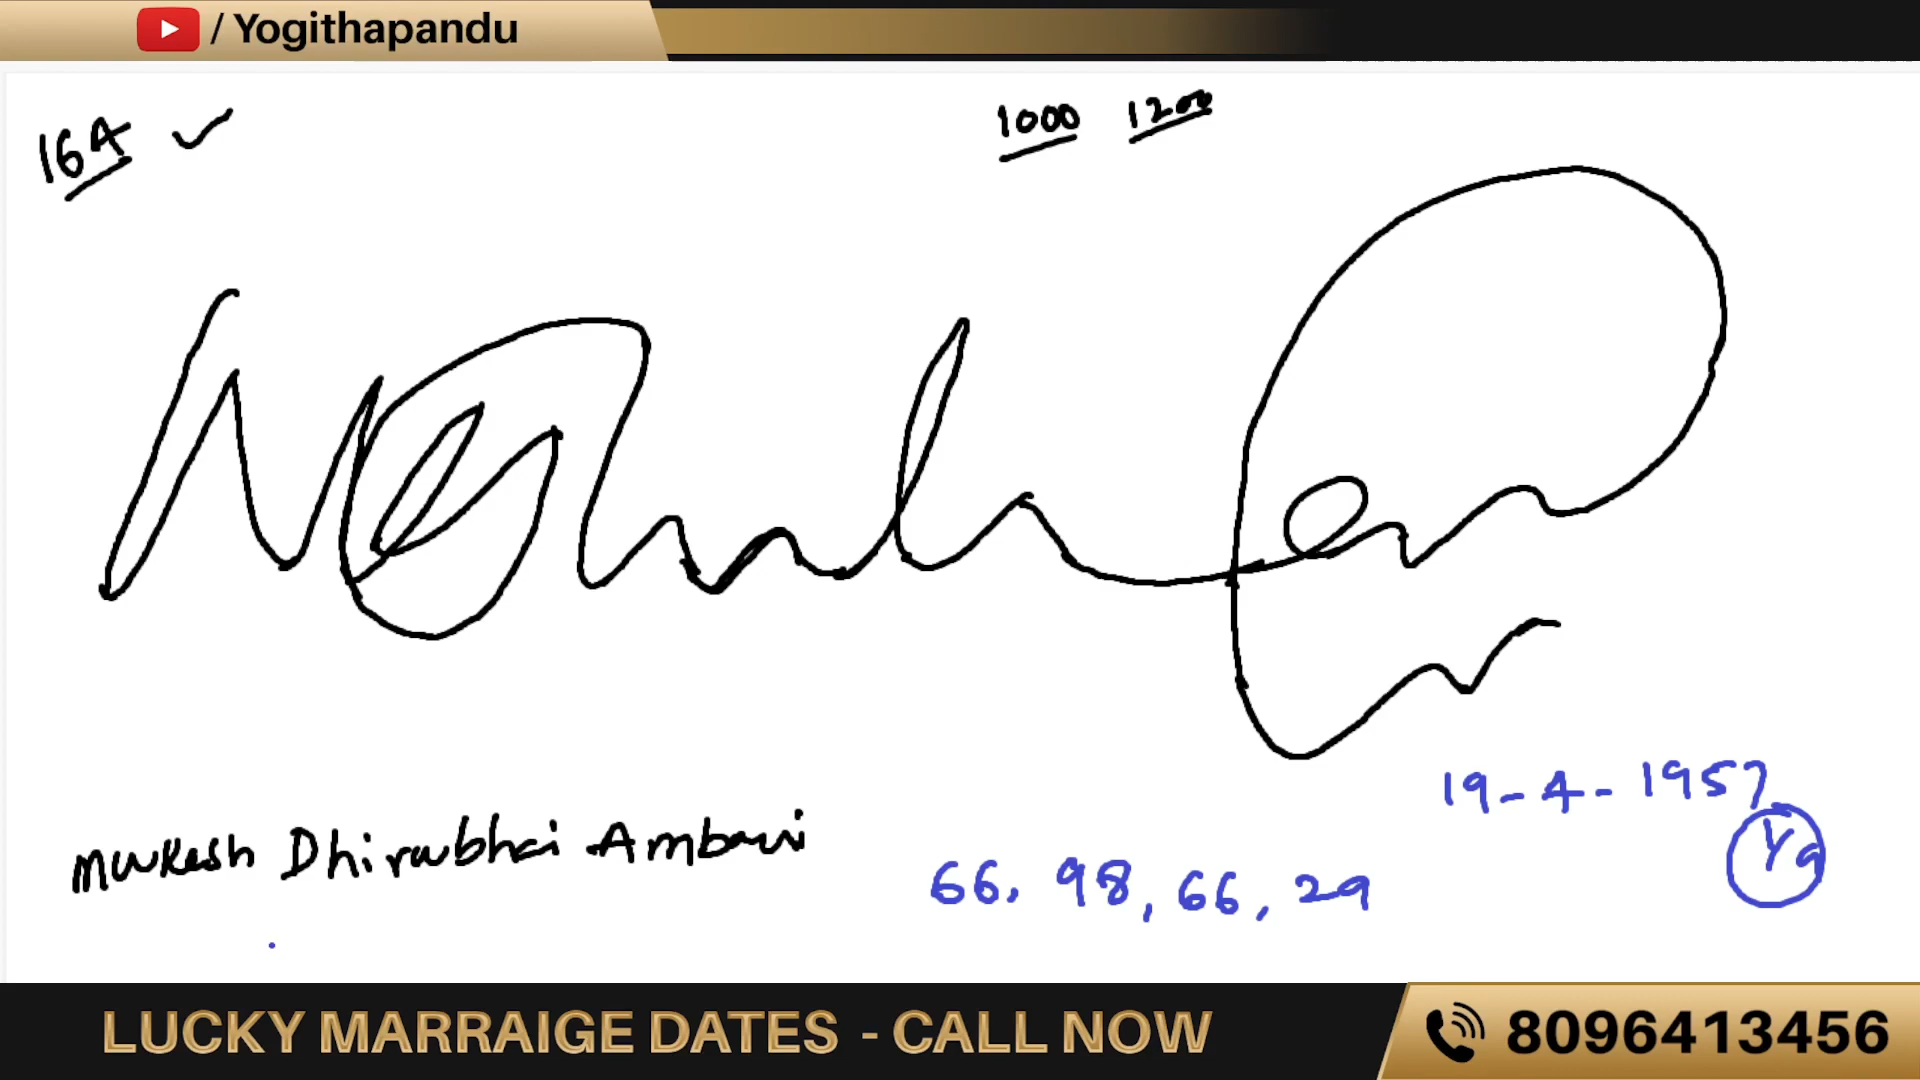 / Yogithapandu
16A ✓
1000 1200
19-4-1957
Mukesh Dhirubhai Ambani
66, 98, 66, 29
LUCKY MARRAIGE DATES - CALL NOW
8096413456